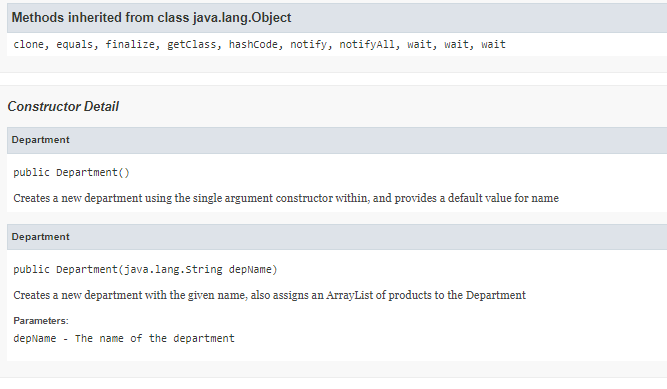 Methods inherited from class java.lang.Object
clone, equals, finalize, getClass, hashCode, notify, notifyAll, wait, wait, wait
Constructor Detail
Department
public Department()
Creates a new department using the single argument constructor within, and provides a default value for name
Department
public Department(java.lang.String depName)
Creates a new department with the given name, also assigns an ArrayList of products to the Department
Parameters:
depName - The name of the department